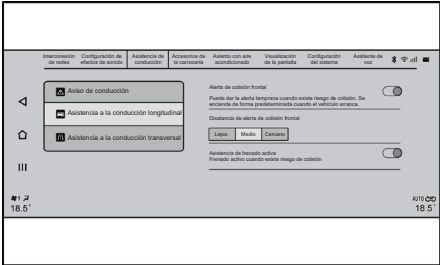 Interconexión de redes
Configuración de efectos de sonido
Asistencia de conducción
Accesorios de la carrocería
Asiento con aire acondicionado
Visualización de la pantalla
Configuración del sistema
Asistente de voz
Aviso de conducción
Asistencia a la conducción longitudinal
Asistencia a la conducción transversal
Alerta de colisión frontal
Puede dar la alerta temprana cuando existe riesgo de colisión. Se
enciende de forma predeterminada cuando el vehículo arranca.
Disatancia de alerta de colisión frontal
Lejos Medio Cercano
Asistencia de frenado activa
Frenado activo cuando existe riesgo de colisión
1
18.5°
AUTO
18.5°